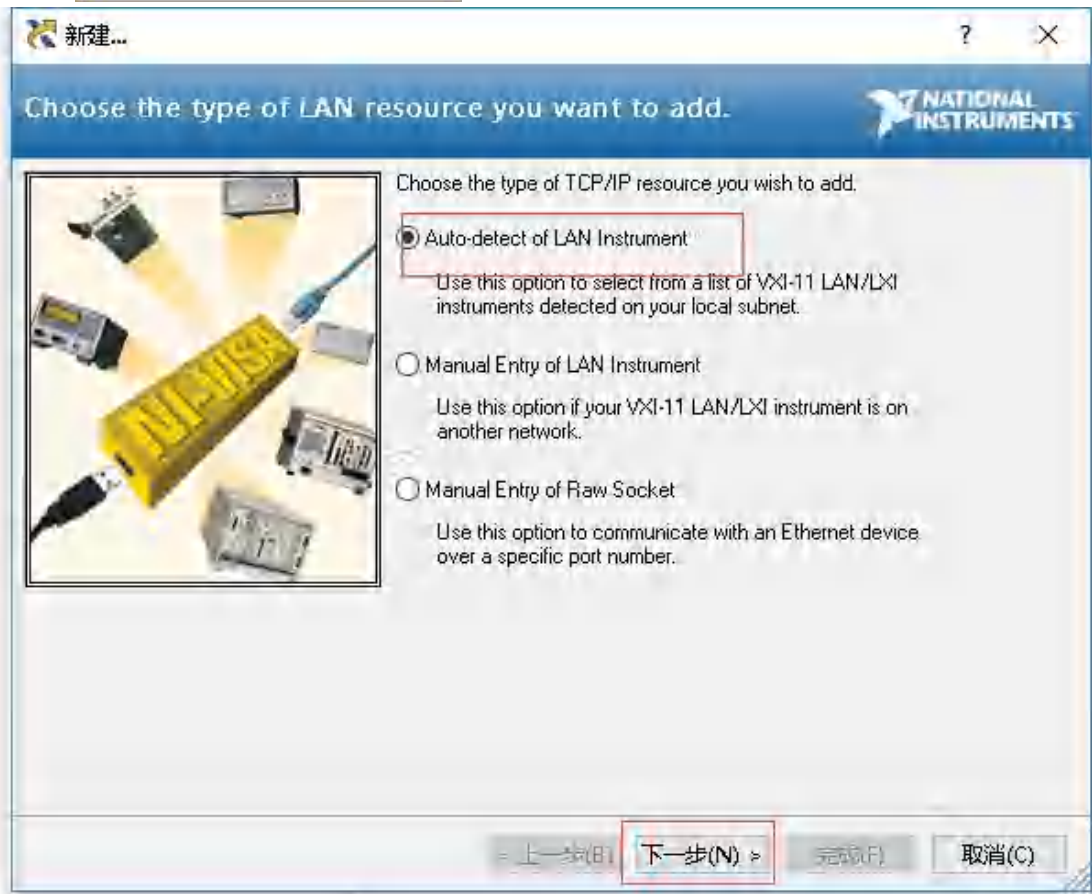 新建...
?
Choose the type of LAN resource you want to add.
NATIONAL
INSTRUMENTS
Choose the type of TCP/IP resource you wish to add.
Auto-detect of LAN Instrument
Use this option to select from a list of VXI-11 LAN/LXI
instruments detected on your local subnet.
Manual Entry of LAN Instrument
Use this option if your VXI-11 LAN/LXI instrument is on
another network.
Manual Entry of Raw Socket
Use this option to communicate with an Ethernet device
over a specific port number.
NI-VISA
< 上一步(B) 下一步(N) > 完成(F) 取消(C)